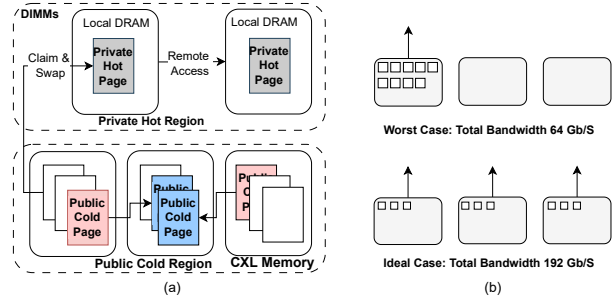 DIMMs
Local DRAM
Local DRAM
Claim &
Swap
Private
Hot
Page
Remote
Access
Private
Hot
Page
Private Hot Region
Public
Cold
Page
Public
Public
Cold
Page
Public
Public Cold Region
CXL Memory
(a)
Worst Case: Total Bandwidth 64 Gb/S
Ideal Case: Total Bandwidth 192 Gb/S
(b)